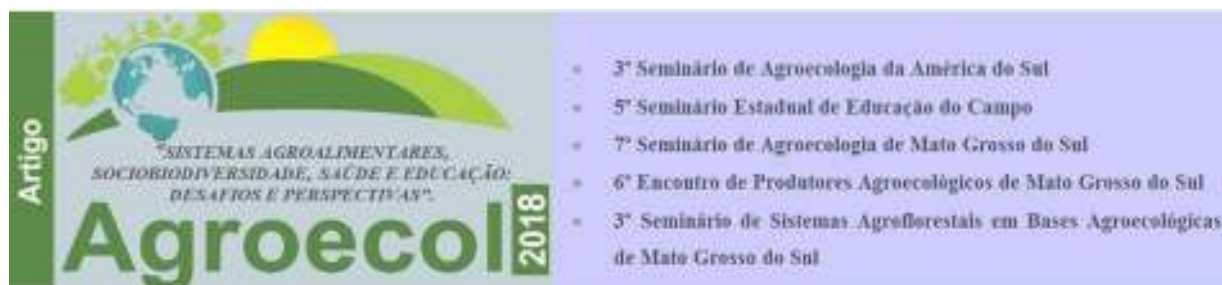 Artigo
"SISTEMAS AGROALIMENTARES,
SOCIOBIODIVERSIDADE, SAÚDE E EDUCAÇÃO:
DESAFIOS E PERSPECTIVAS".
Agroecol 2018
3º Seminário de Agroecologia da América do Sul
5º Seminário Estadual de Educação do Campo
7º Seminário de Agroecologia de Mato Grosso do Sul
6º Encontro de Produtores Agroecológicos de Mato Grosso do Sul
3º Seminário de Sistemas Agroflorestais em Bases Agroecológicas
de Mato Grosso do Sul